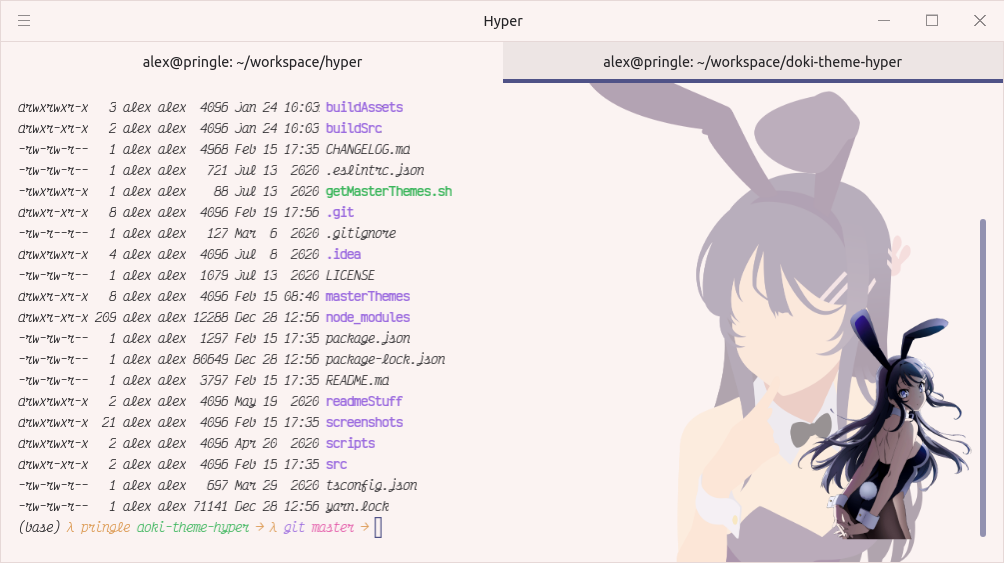 Hyper
alex@pringle: ~/workspace/hyper
alex@pringle: ~/workspace/doki-theme-hyper
drwxrwxr-x 3 alex alex 4096 Jan 24 10:03 buildAssets
drwxr-xr-x 2 alex alex 4096 Jan 24 10:03 buildSrc
-rw-rw-r-- 1 alex alex 4968 Feb 15 17:35 CHANGELOG.md
-rw-rw-r-- 1 alex alex 721 Jul 13 2020 .eslintrc.json
-rwxrwxr-x 1 alex alex 88 Jul 13 2020 getMasterThemes.sh
drwxr-xr-x 8 alex alex 4096 Feb 19 17:56 .git
-rw-r--r-- 1 alex alex 127 Mar 6 2020 .gitignore
drwxrwxr-x 4 alex alex 4096 Jul 8 2020 .idea
-rw-rw-r-- 1 alex alex 1079 Jul 13 2020 LICENSE
drwxr-xr-x 8 alex alex 4096 Feb 15 08:40 masterThemes
drwxrwxr-x 209 alex alex 12288 Dec 28 12:56 node_modules
-rw-rw-r-- 1 alex alex 1297 Feb 15 17:35 package.json
-rw-rw-r-- 1 alex alex 80649 Dec 28 12:56 package-lock.json
-rw-rw-r-- 1 alex alex 3797 Feb 15 17:35 README.md
drwxrwxr-x 2 alex alex 4096 May 19 2020 readmeStuff
drwxrwxr-x 21 alex alex 4096 Feb 15 17:35 screenshots
drwxrwxr-x 2 alex alex 4096 Apr 20 2020 scripts
drwxr-xr-x 2 alex alex 4096 Feb 15 17:35 src
-rw-rw-r-- 1 alex alex 697 Mar 29 2020 tsconfig.json
-rw-rw-r-- 1 alex alex 71141 Dec 28 12:56 yarn.lock
(base) λ pringle doki-theme-hyper → λ git master →